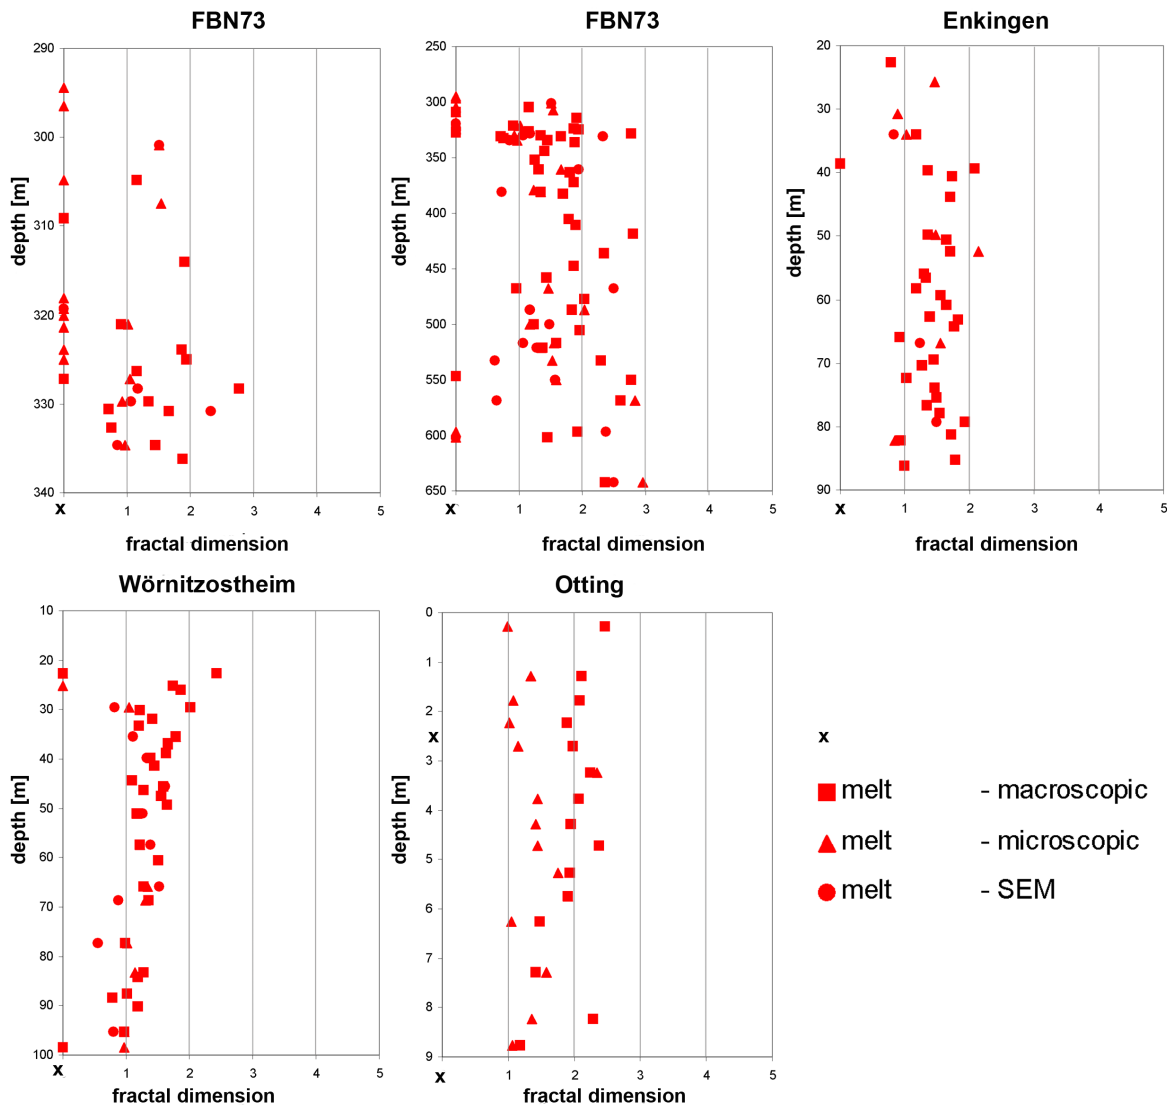 FBN73
290
300
310
320
330
340
depth [m]
x
1
2
3
4
5
fractal dimension
FBN73
250
300
350
400
450
500
550
600
650
depth [m]
x
1
2
3
4
5
fractal dimension
Enkingen
20
30
40
50
60
70
80
90
depth [m]
x
1
2
3
4
5
fractal dimension
Wörnitzostheim
10
20
30
40
50
60
70
80
90
100
depth [m]
x
1
2
3
4
5
fractal dimension
Otting
0
1
2
x
3
4
5
6
7
8
9
depth [m]
x
1
2
3
4
5
fractal dimension
x
melt - macroscopic
melt - microscopic
melt - SEM